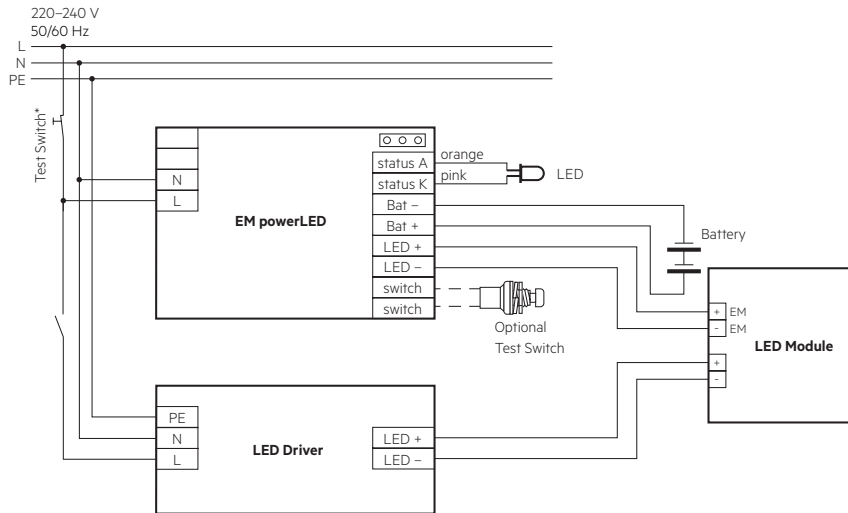 220–240 V
50/60 Hz
L
N
PE
Test Switch*
N
L
EM powerLED
status A
status K
Bat –
Bat +
LED +
LED –
switch
switch
orange
pink
LED
Battery
Optional
Test Switch
+ EM
- EM
+
-
LED Module
PE
N
L
LED Driver
LED +
LED –